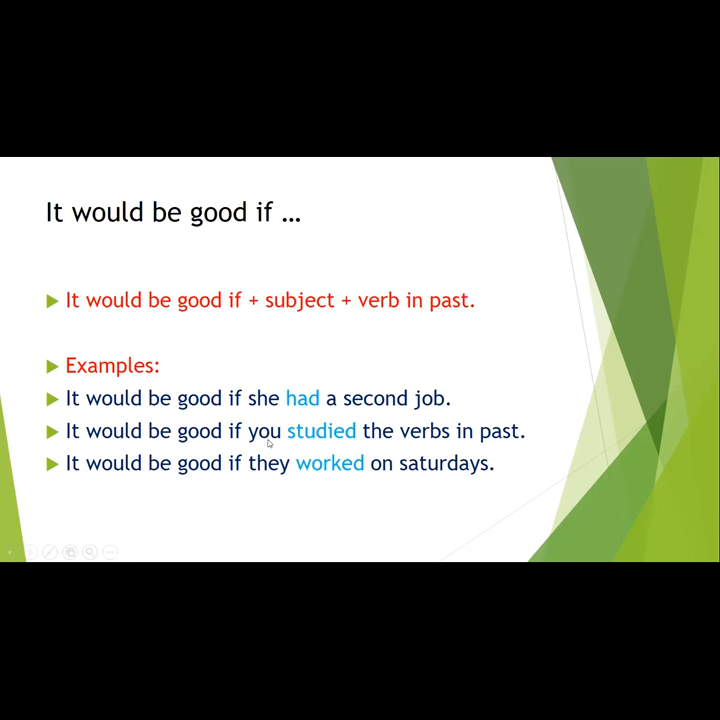 It would be good if ...
It would be good if + subject + verb in past.
Examples:
It would be good if she had a second job.
It would be good if you studied the verbs in past.
It would be good if they worked on saturdays.